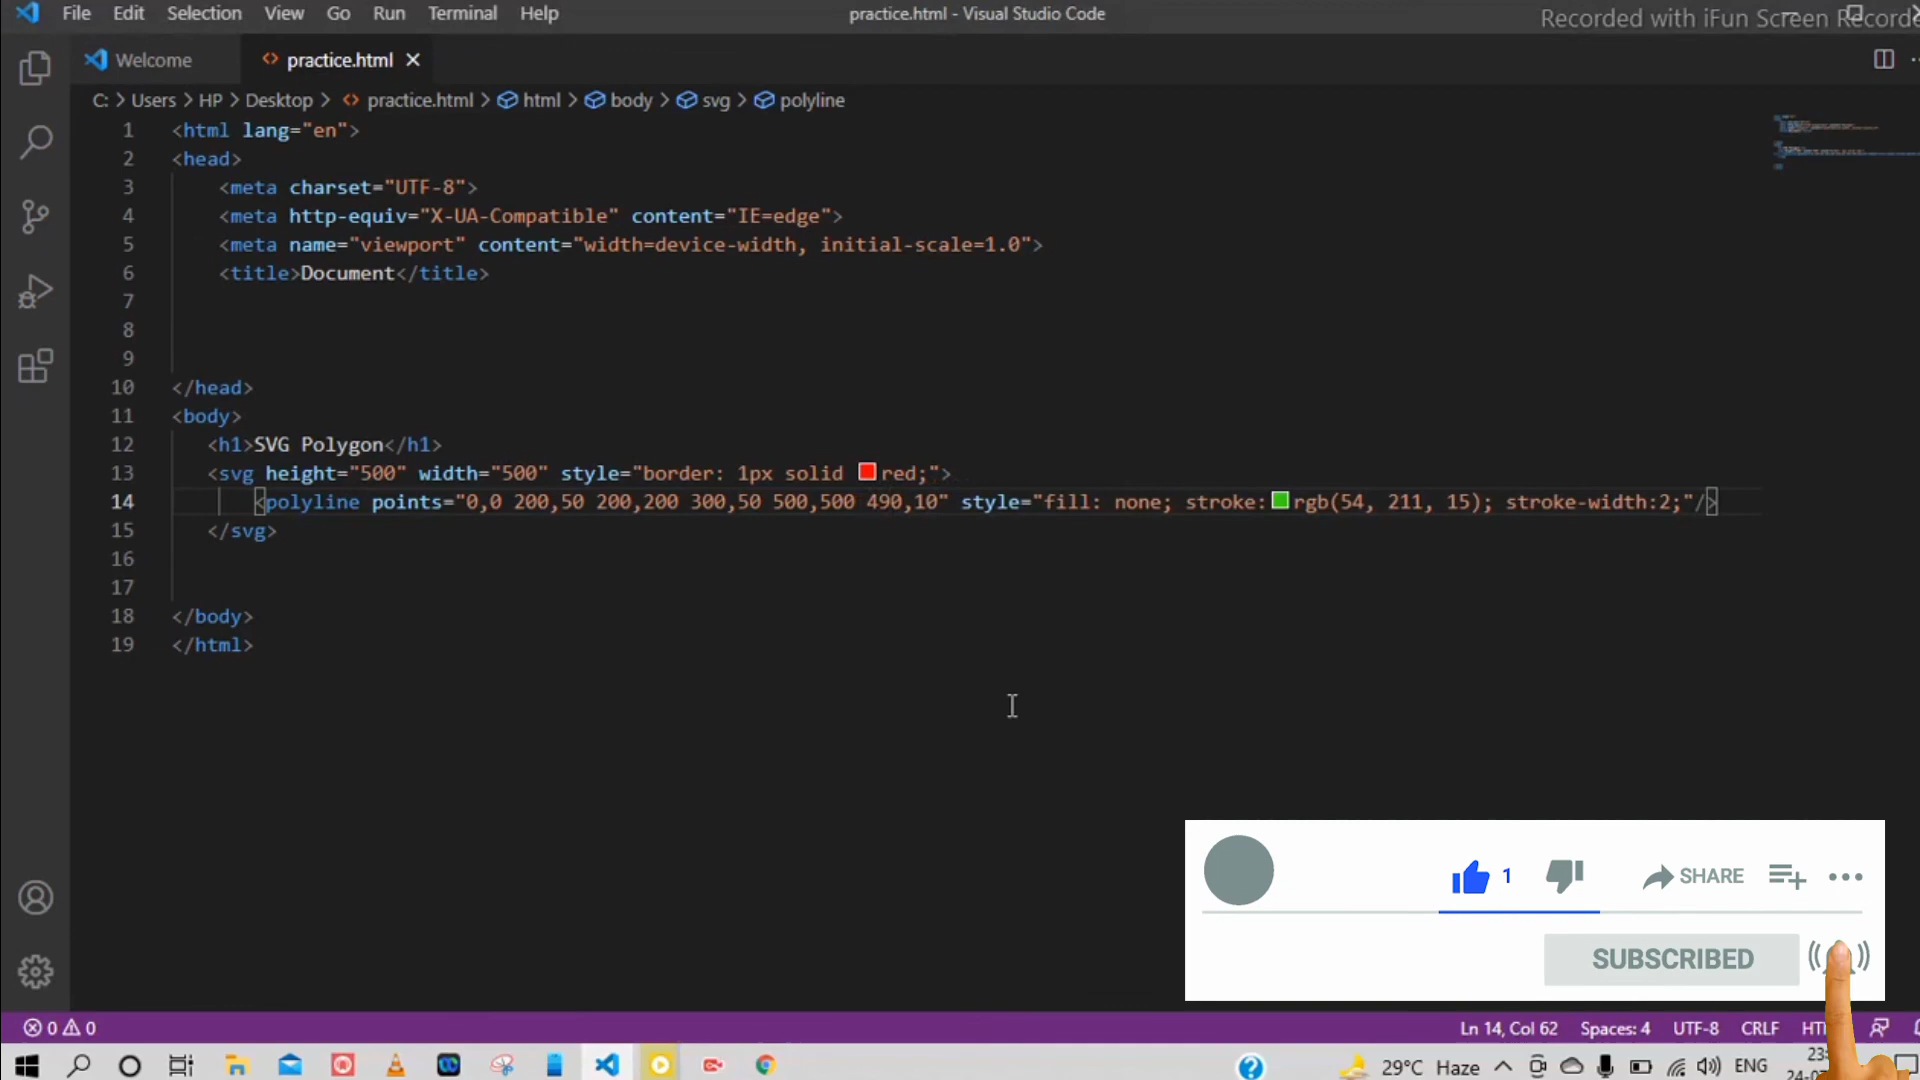 File Edit Selection View Go Run Terminal Help
practice.html - Visual Studio Code
Recorded with iFun Screen
Welcome practice.html
C: > Users > HP > Desktop > practice.html > html > body > svg > polyline
1 <html lang="en">
2 <head>
3 <meta charset="UTF-8">
4 <meta http-equiv="X-UA-Compatible" content="IE=edge">
5 <meta name="viewport" content="width=device-width, initial-scale=1.0">
6 <title>Document</title>
7
8
9
10 </head>
11 <body>
12 <h1>SVG Polygon</h1>
13 <svg height="500" width="500" style="border: 1px solid red;">
14 <polyline points="0,0 200,50 200,200 300,50 500,500 490,10" style="fill: none; stroke:rgb(54, 211, 15); stroke-width:2;"/>
15 </svg>
16
17
18 </body>
19 </html>
1 SHARE
SUBSCRIBED
0 0
Ln 14, Col 62 Spaces: 4 UTF-8 CRLF
29°C Haze ENG